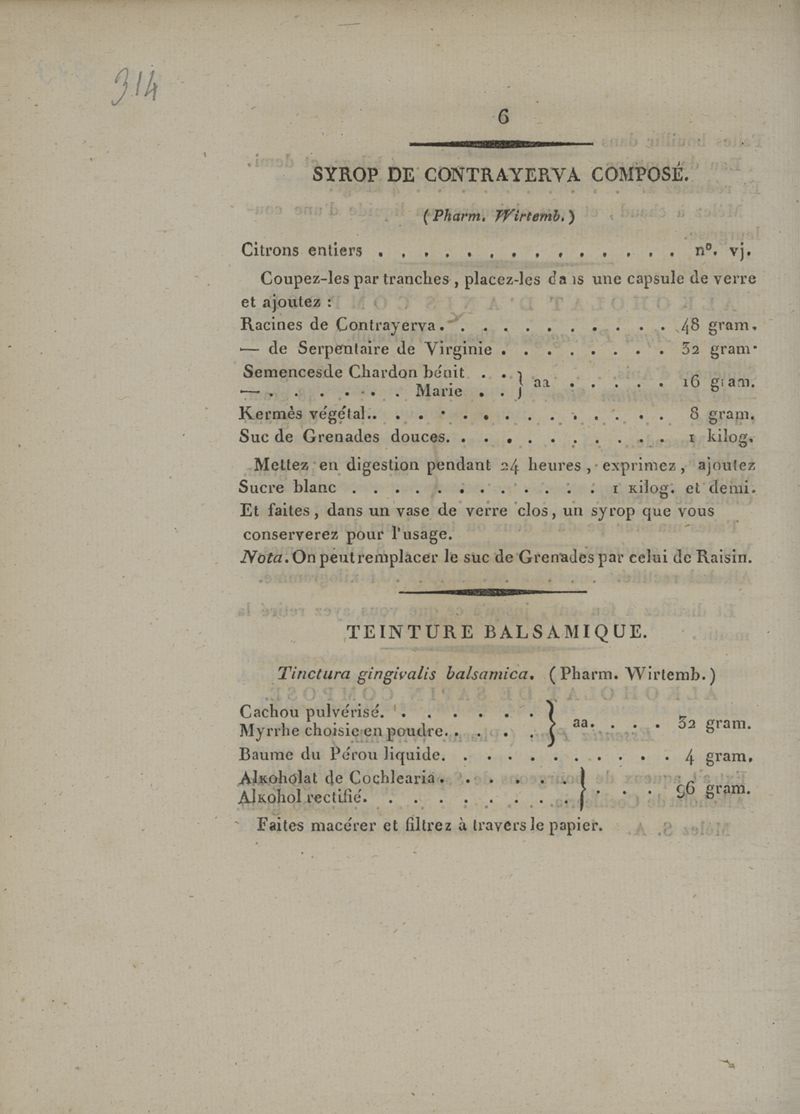 314
6
SYROP DE CONTRAYERVA COMPOSÉ.
(Pharm. Wirtemb.)
Citrons entiers . . . . . . . . . . . . . n°. vj.
Coupez-les par tranches, placez-les dans une capsule de verre
et ajoutez :
Racines de Contrayerva. . . . . . . . . . . 48 gram.
— de Serpentaire de Virginie . . . . . . . . 32 gram.
Semences de Chardon bénit . . } aa . . . . . 16 gram.
— . . . . . . Marie . . }
Kermès végétal. . . . . . . . . . . . . . 8 gram.
Suc de Grenades douces. . . . . . . . . . . 1 kilog.
Mettez en digestion pendant 24 heures, exprimez, ajoutez
Sucre blanc . . . . . . . . . . . . 1 kilog. et demi.
Et faites, dans un vase de verre clos, un syrop que vous
conserverez pour l'usage.
Nota. On peut remplacer le suc de Grenades par celui de Raisin.
TEINTURE BALSAMIQUE.
Tinctura gingivalis balsamica. (Pharm. Wirtemb.)
Cachou pulvérisé. . . . . . . } aa. . . . 32 gram.
Myrrhe choisie en poudre. . . . . }
Baume du Pérou liquide. . . . . . . . . . 4 gram.
Alkoholat de Cochlearia . . . . . . } . . . 96 gram.
Alkohol rectifié. . . . . . . . . }
Faites macérer et filtrez à travers le papier.